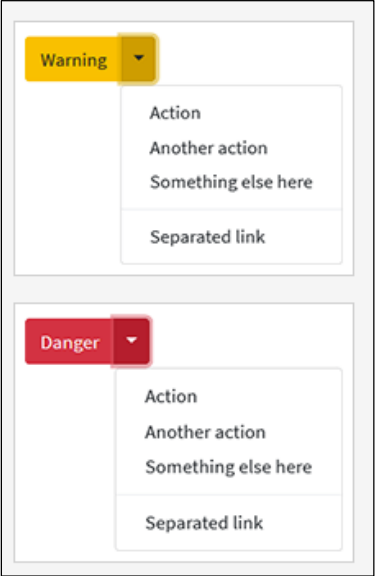 Warning
Action
Another action
Something else here
Separated link
Danger
Action
Another action
Something else here
Separated link